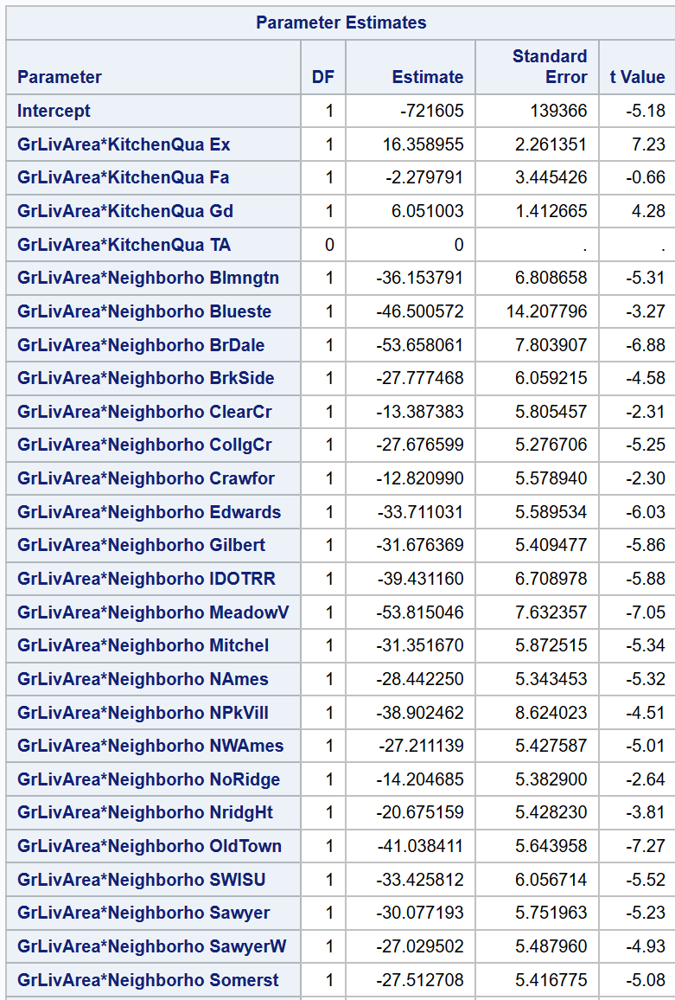 Parameter Estimates
Parameter DF Estimate Standard Error t Value
Intercept 1 -721605 139366 -5.18
GrLivArea*KitchenQua Ex 1 16.358955 2.261351 7.23
GrLivArea*KitchenQua Fa 1 -2.279791 3.445426 -0.66
GrLivArea*KitchenQua Gd 1 6.051003 1.412665 4.28
GrLivArea*KitchenQua TA 0 0 . .
GrLivArea*Neighborho Blmngtn 1 -36.153791 6.808658 -5.31
GrLivArea*Neighborho Blueste 1 -46.500572 14.207796 -3.27
GrLivArea*Neighborho BrDale 1 -53.658061 7.803907 -6.88
GrLivArea*Neighborho BrkSide 1 -27.777468 6.059215 -4.58
GrLivArea*Neighborho ClearCr 1 -13.387383 5.805457 -2.31
GrLivArea*Neighborho CollgCr 1 -27.676599 5.276706 -5.25
GrLivArea*Neighborho Crawfor 1 -12.820990 5.578940 -2.30
GrLivArea*Neighborho Edwards 1 -33.711031 5.589534 -6.03
GrLivArea*Neighborho Gilbert 1 -31.676369 5.409477 -5.86
GrLivArea*Neighborho IDOTRR 1 -39.431160 6.708978 -5.88
GrLivArea*Neighborho MeadowV 1 -53.815046 7.632357 -7.05
GrLivArea*Neighborho Mitchel 1 -31.351670 5.872515 -5.34
GrLivArea*Neighborho NAmes 1 -28.442250 5.343453 -5.32
GrLivArea*Neighborho NPkVill 1 -38.902462 8.624023 -4.51
GrLivArea*Neighborho NWAmes 1 -27.211139 5.427587 -5.01
GrLivArea*Neighborho NoRidge 1 -14.204685 5.382900 -2.64
GrLivArea*Neighborho NridgHt 1 -20.675159 5.428230 -3.81
GrLivArea*Neighborho OldTown 1 -41.038411 5.643958 -7.27
GrLivArea*Neighborho SWISU 1 -33.425812 6.056714 -5.52
GrLivArea*Neighborho Sawyer 1 -30.077193 5.751963 -5.23
GrLivArea*Neighborho SawyerW 1 -27.029502 5.487960 -4.93
GrLivArea*Neighborho Somerst 1 -27.512708 5.416775 -5.08